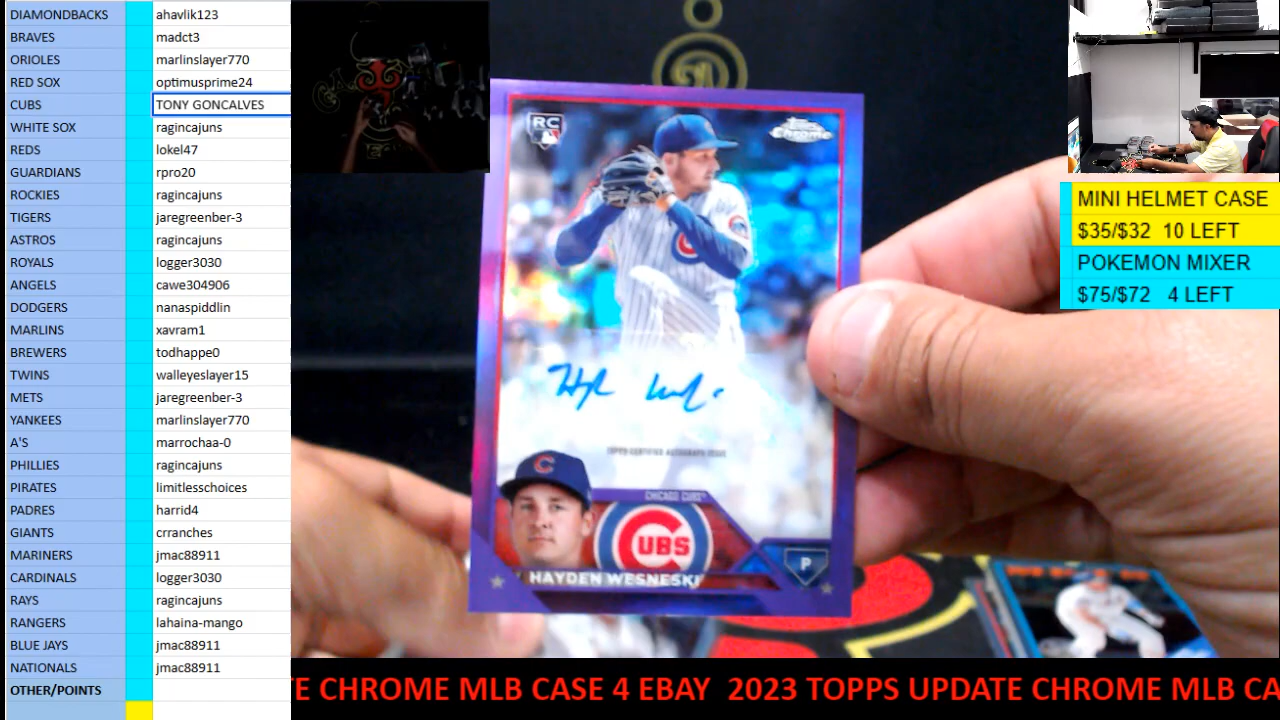 DIAMONDBACKS ahavlik123
BRAVES madct3
ORIOLES marlinslayer770
RED SOX optimusprime24
CUBS TONY GONCALVES
WHITE SOX ragincajuns
REDS lokel47
GUARDIANS rpro20
ROCKIES ragincajuns
TIGERS jaregreenber-3
ASTROS ragincajuns
ROYALS logger3030
ANGELS cawe304906
DODGERS nanaspiddlin
MARLINS xavram1
BREWERS todhappe0
TWINS walleyeslayer15
METS jaregreenber-3
YANKEES marlinslayer770
A'S marrochaa-0
PHILLIES ragincajuns
PIRATES limitlesschoices
PADRES harrid4
GIANTS crranches
MARINERS jmac88911
CARDINALS logger3030
RAYS ragincajuns
RANGERS lahaina-mango
BLUE JAYS jmac88911
NATIONALS jmac88911
OTHER/POINTS
RC
Topps
Chrome
TOPPS CERTIFIED AUTOGRAPH ISSUE
CHICAGO CUBS
C
CUBS
P
HAYDEN WESNESKI
MINI HELMET CASE
$35/$32 10 LEFT
POKEMON MIXER
$75/$72 4 LEFT
E CHROME MLB CASE 4 EBAY 2023 TOPPS UPDATE CHROME MLB CA